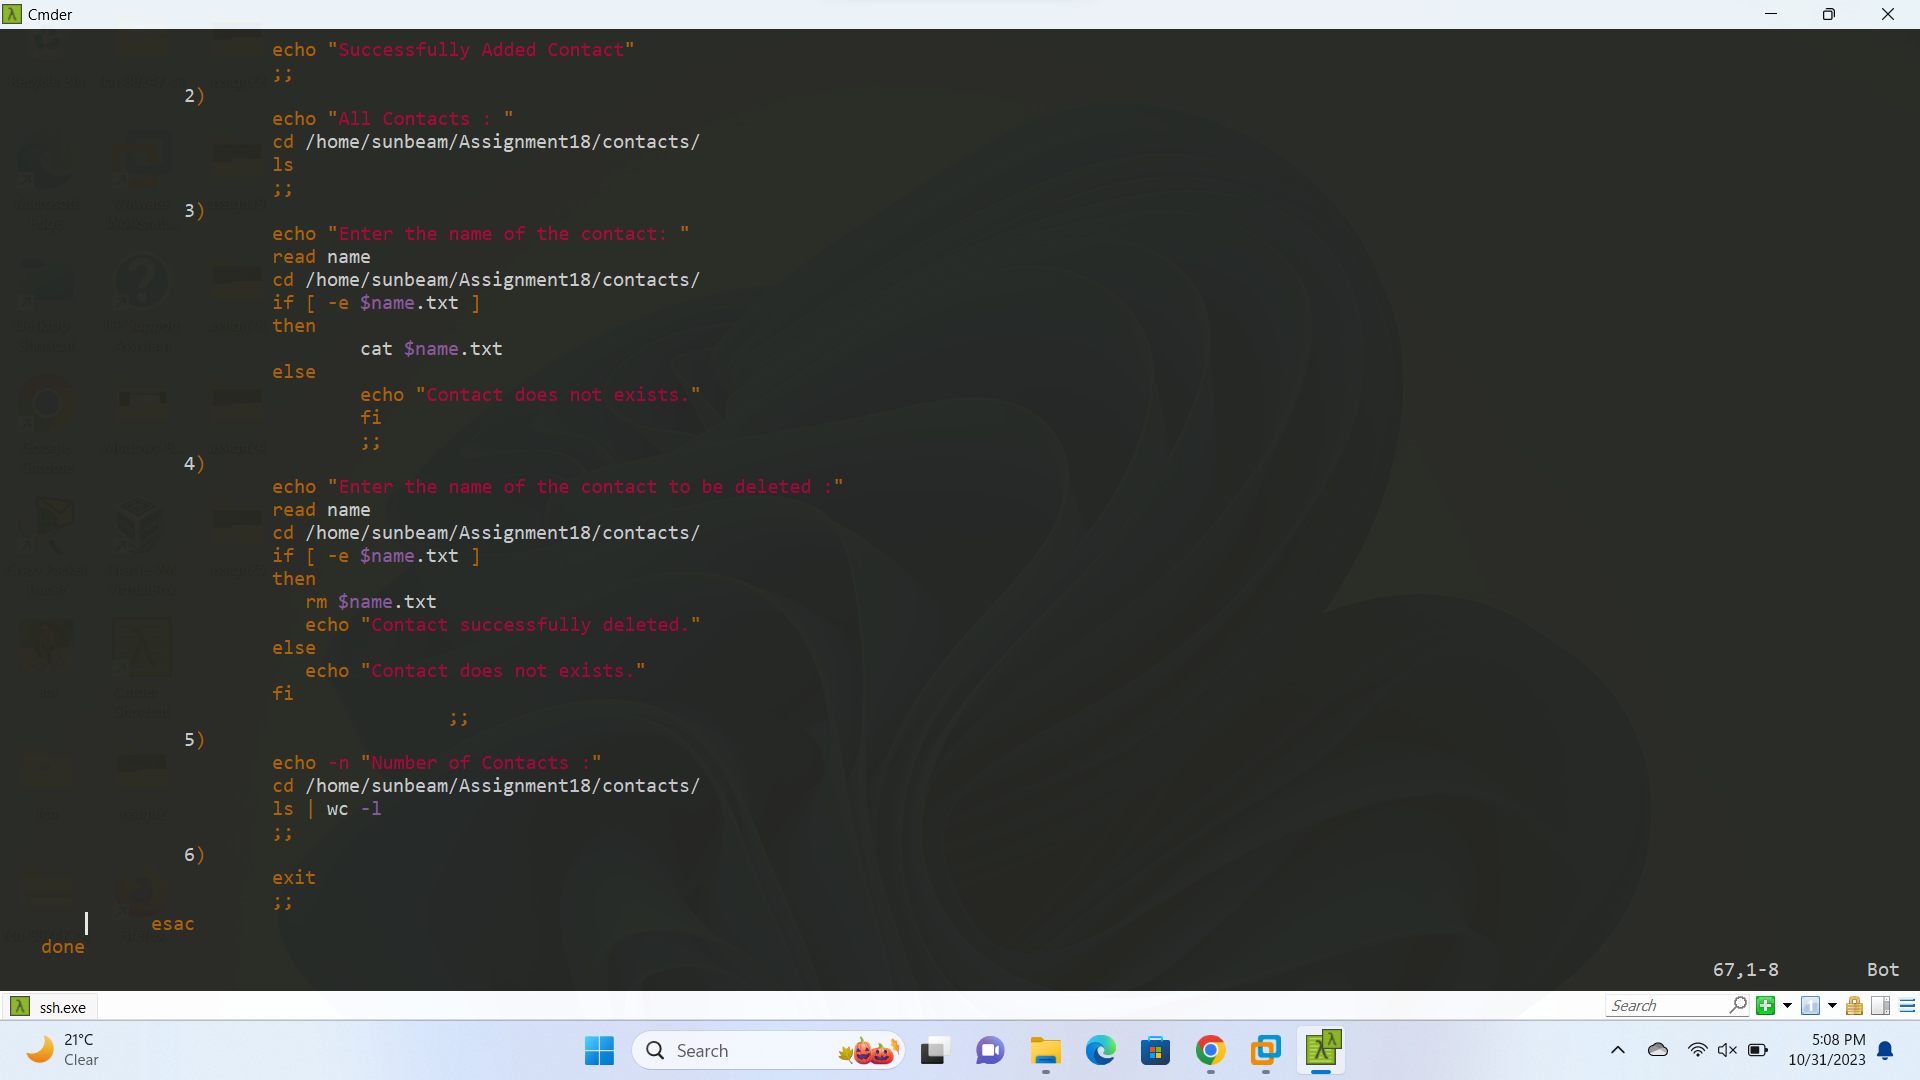 Cmder
echo "Successfully Added Contact"
;;
2)
echo "All Contacts : "
cd /home/sunbeam/Assignment18/contacts/
ls
;;
3)
echo "Enter the name of the contact: "
read name
cd /home/sunbeam/Assignment18/contacts/
if [ -e $name.txt ]
then
cat $name.txt
else
echo "Contact does not exists."
fi
;;
4)
echo "Enter the name of the contact to be deleted :"
read name
cd /home/sunbeam/Assignment18/contacts/
if [ -e $name.txt ]
then
rm $name.txt
echo "Contact successfully deleted."
else
echo "Contact does not exists."
fi
;;
5)
echo -n "Number of Contacts :"
cd /home/sunbeam/Assignment18/contacts/
ls | wc -l
;;
6)
exit
;;
esac
done
67,1-8 Bot
ssh.exe
Search
21°C
Clear
Search
5:08 PM
10/31/2023